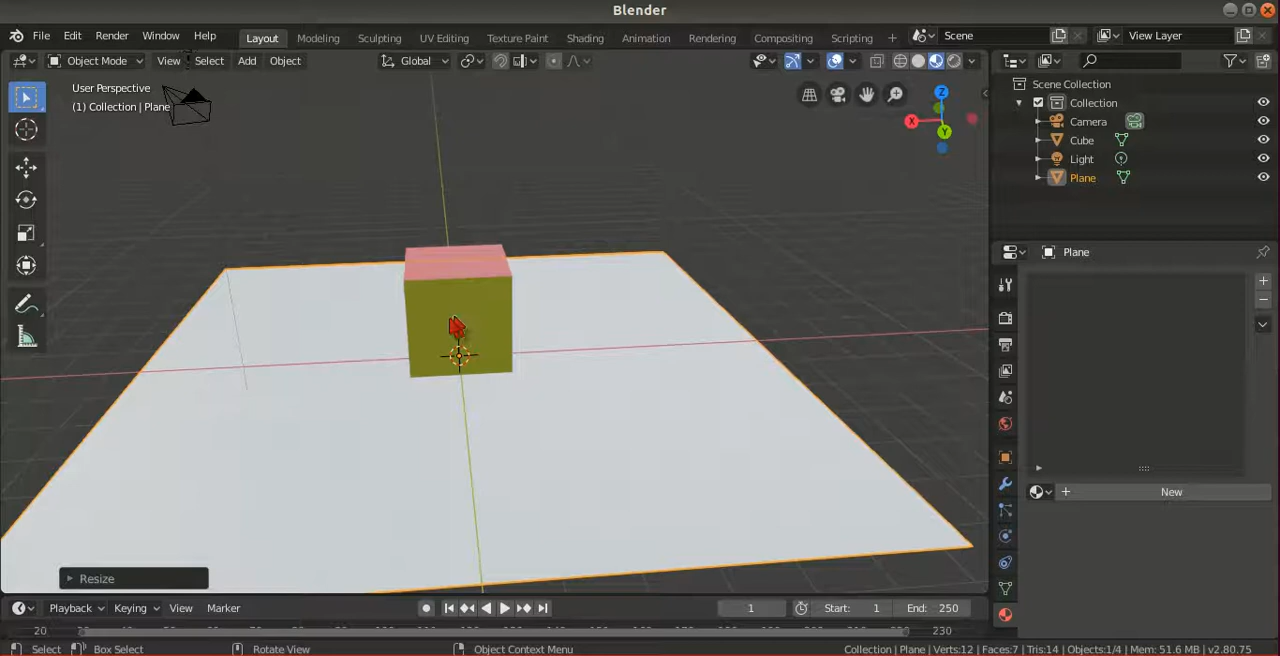 Blender
File Edit Render Window Help Layout Modeling Sculpting UV Editing Texture Paint Shading Animation Rendering Compositing Scripting + Scene View Layer
Object Mode View Select Add Object Global
User Perspective
(1) Collection | Plane
Z
X
Y
Scene Collection
Collection
Camera
Cube
Light
Plane
Plane
+
−
+ New
Resize
Playback Keying View Marker 1 Start: 1 End: 250
20 230
Select Box Select Rotate View Object Context Menu Collection | Plane | Verts:12 | Faces:7 | Tris:14 | Objects:1/4 | Mem: 51.6 MB | v2.80.75